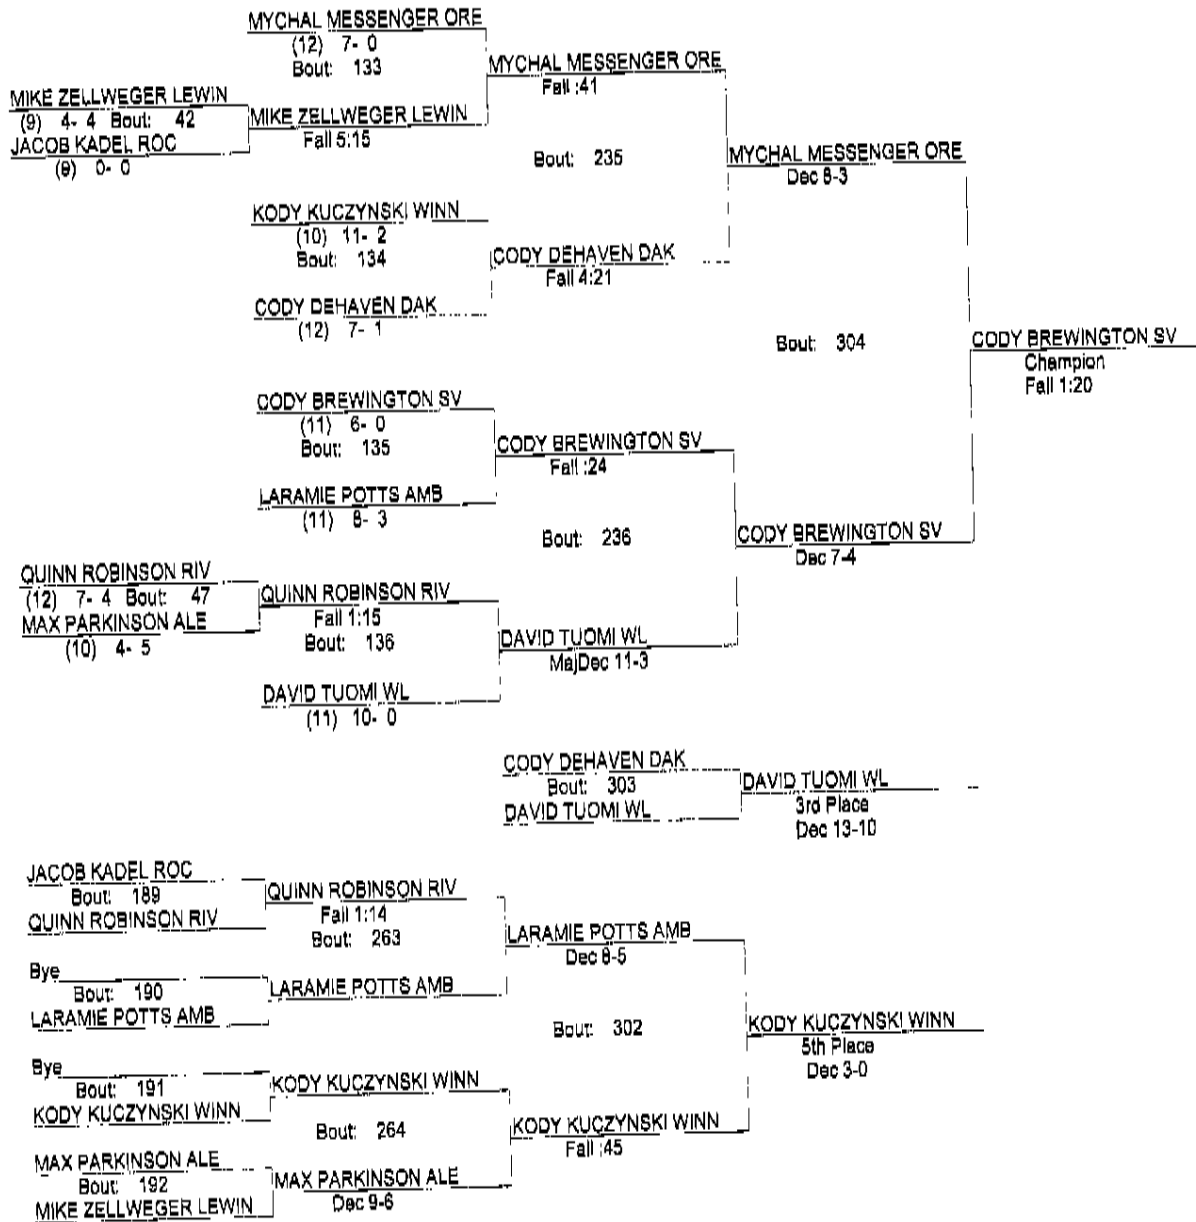 MYCHAL MESSENGER ORE
(12) 7- 0
Bout: 133
MYCHAL MESSENGER ORE
Fall :41
MIKE ZELLWEGER LEWIN
(9) 4- 4 Bout: 42
MIKE ZELLWEGER LEWIN
Fall 5:15
JACOB KADEL ROC
(9) 0- 0
Bout: 235
MYCHAL MESSENGER ORE
Dec 8-3
KODY KUCZYNSKI WINN
(10) 11- 2
Bout: 134
CODY DEHAVEN DAK
Fall 4:21
CODY DEHAVEN DAK
(12) 7- 1
Bout: 304
CODY BREWINGTON SV
Champion
Fall 1:20
CODY BREWINGTON SV
(11) 6- 0
Bout: 135
CODY BREWINGTON SV
Fall :24
LARAMIE POTTS AMB
(11) 8- 3
Bout: 236
CODY BREWINGTON SV
Dec 7-4
QUINN ROBINSON RIV
(12) 7- 4 Bout: 47
QUINN ROBINSON RIV
Fall 1:15
Bout: 136
MAX PARKINSON ALE
(10) 4- 5
DAVID TUOMI WL
MajDec 11-3
DAVID TUOMI WL
(11) 10- 0
CODY DEHAVEN DAK
Bout: 303
DAVID TUOMI WL
DAVID TUOMI WL
3rd Place
Dec 13-10
JACOB KADEL ROC
Bout: 189
QUINN ROBINSON RIV
QUINN ROBINSON RIV
Fall 1:14
Bout: 263
LARAMIE POTTS AMB
Dec 8-5
Bye
Bout: 190
LARAMIE POTTS AMB
LARAMIE POTTS AMB
Bout: 302
KODY KUCZYNSKI WINN
5th Place
Dec 3-0
Bye
Bout: 191
KODY KUCZYNSKI WINN
KODY KUCZYNSKI WINN
Bout: 264
KODY KUCZYNSKI WINN
Fall :45
MAX PARKINSON ALE
Bout: 192
MIKE ZELLWEGER LEWIN
MAX PARKINSON ALE
Dec 9-6